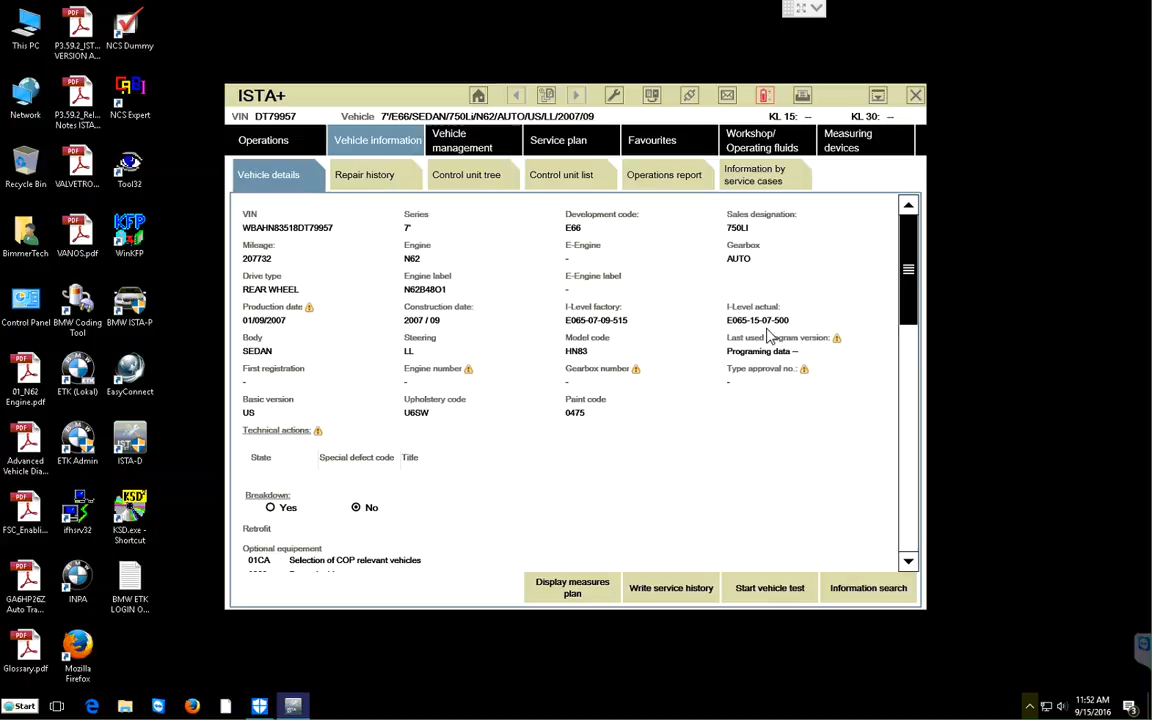 This PC
P3.59.2_IST...
VERSION A...
NCS Dummy
Network
P3.59.2_Rel...
Notes ISTA...
NCS Expert
Recycle Bin
VALVETRO...
Tool32
BimmerTech
VANOS.pdf
KFP
WinKFP
Control Panel
BMW Coding
Tool
BMW ISTA-P
01_N62
Engine.pdf
ETK (Lokal)
EasyConnect
Advanced
Vehicle Dia...
ETK Admin
ISTA-D
FSC_Enabli...
ifhsrv32
KSD
KSD.exe -
Shortcut
GA6HP26Z
Auto Tra...
INPA
BMW ETK
LOGIN O...
Glossary.pdf
Mozilla
Firefox
ISTA+
VIN DT79957 Vehicle 7'/E66/SEDAN/750Li/N62/AUTO/US/LL/2007/09 KL 15: -- KL 30: --
Operations
Vehicle information
Vehicle
management
Service plan
Favourites
Workshop/
Operating fluids
Measuring
devices
Vehicle details
Repair history
Control unit tree
Control unit list
Operations report
Information by
service cases
VIN Series Development code: Sales designation:
WBAHN83518DT79957 7' E66 750LI
Mileage: Engine E-Engine Gearbox
207732 N62 - AUTO
Drive type Engine label E-Engine label
REAR WHEEL N62B48O1 -
Production date Construction date: I-Level factory: I-Level actual:
01/09/2007 2007 / 09 E065-07-09-515 E065-15-07-500
Body Steering Model code Last used program version:
SEDAN LL HN83 Programing data --
First registration Engine number Gearbox number Type approval no.:
- - - -
Basic version Upholstery code Paint code
US U6SW 0475
Technical actions:
State Special defect code Title
Breakdown:
Yes No
Retrofit
Optional equipement
01CA Selection of COP relevant vehicles
Display measures
plan
Write service history
Start vehicle test
Information search
Start
11:52 AM
9/15/2016